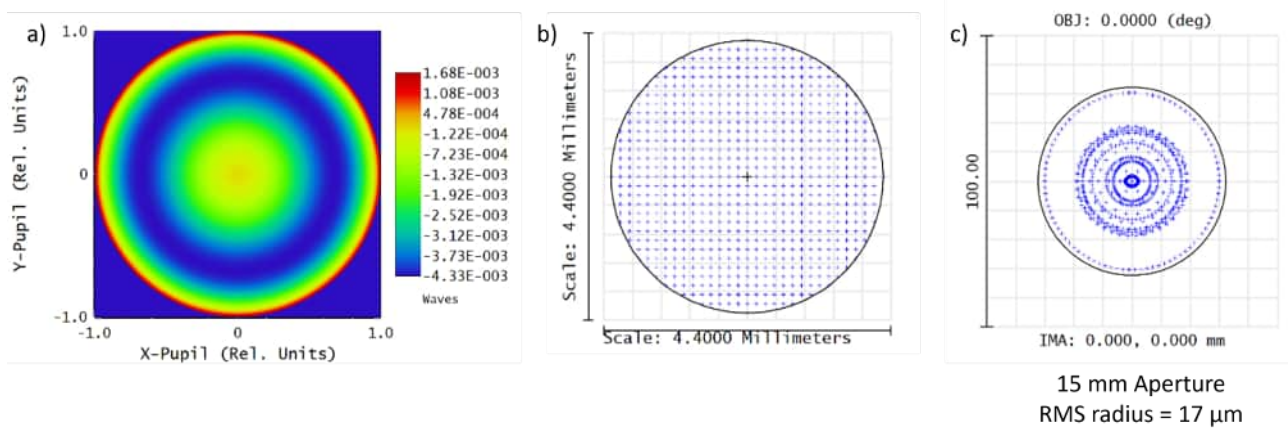 a)
1.0
0
-1.0
Y-Pupil (Rel. Units)
-1.0
0
1.0
X-Pupil (Rel. Units)
1.68E-003
1.08E-003
4.78E-004
-1.22E-004
-7.23E-004
-1.32E-003
-1.92E-003
-2.52E-003
-3.12E-003
-3.73E-003
-4.33E-003
Waves
b)
Scale: 4.4000 Millimeters
Scale: 4.4000 Millimeters
c)
OBJ: 0.0000 (deg)
100.00
IMA: 0.000, 0.000 mm
15 mm Aperture
RMS radius = 17 µm